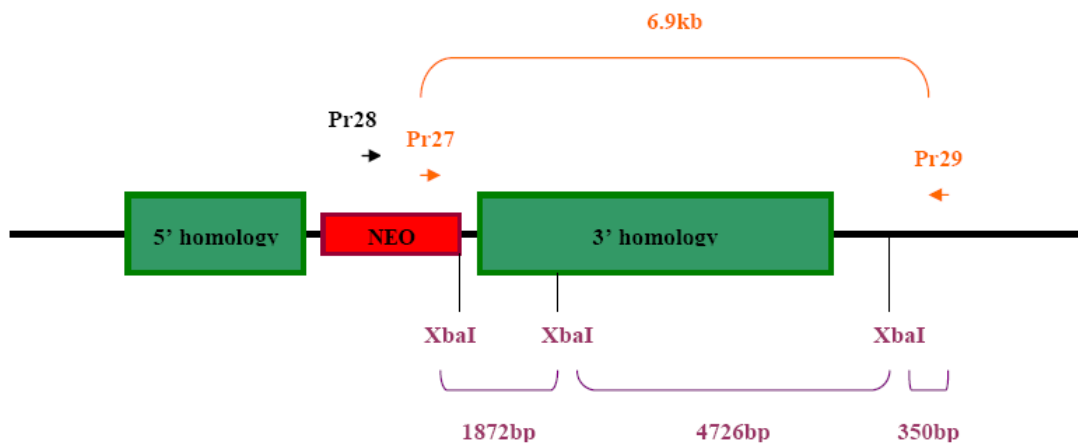 6.9kb
Pr28
Pr27
Pr29
5’ homology
NEO
3’ homology
XbaI
XbaI
XbaI
1872bp
4726bp
350bp